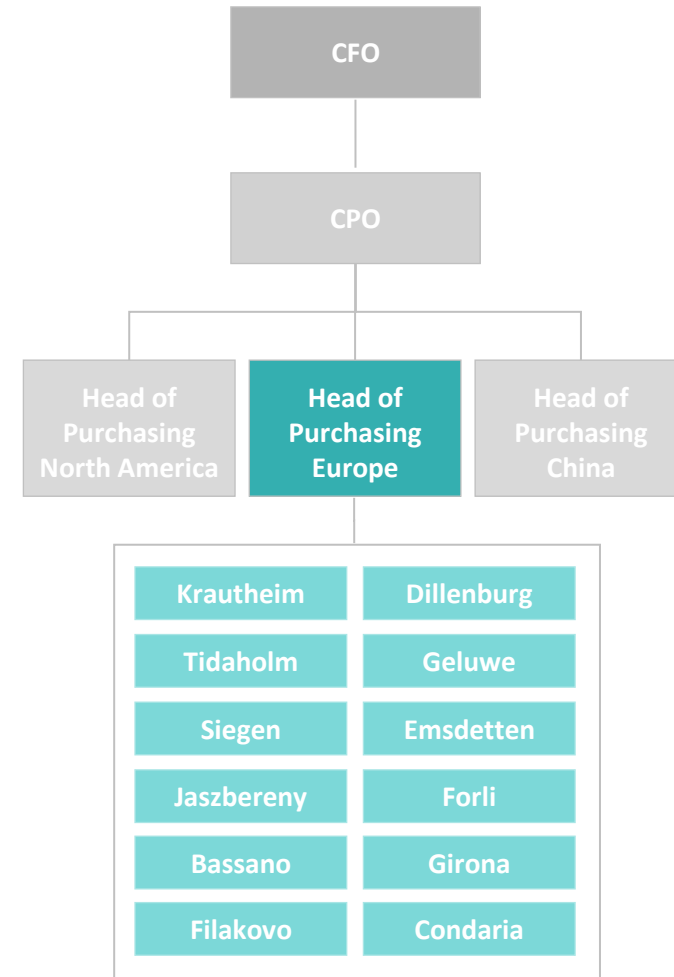 CFO
CPO
Head of
Purchasing
North America
Head of
Purchasing
Europe
Head of
Purchasing
China
Krautheim
Dillenburg
Tidaholm
Geluwe
Siegen
Emsdetten
Jaszbereny
Forli
Bassano
Girona
Filakovo
Condaria